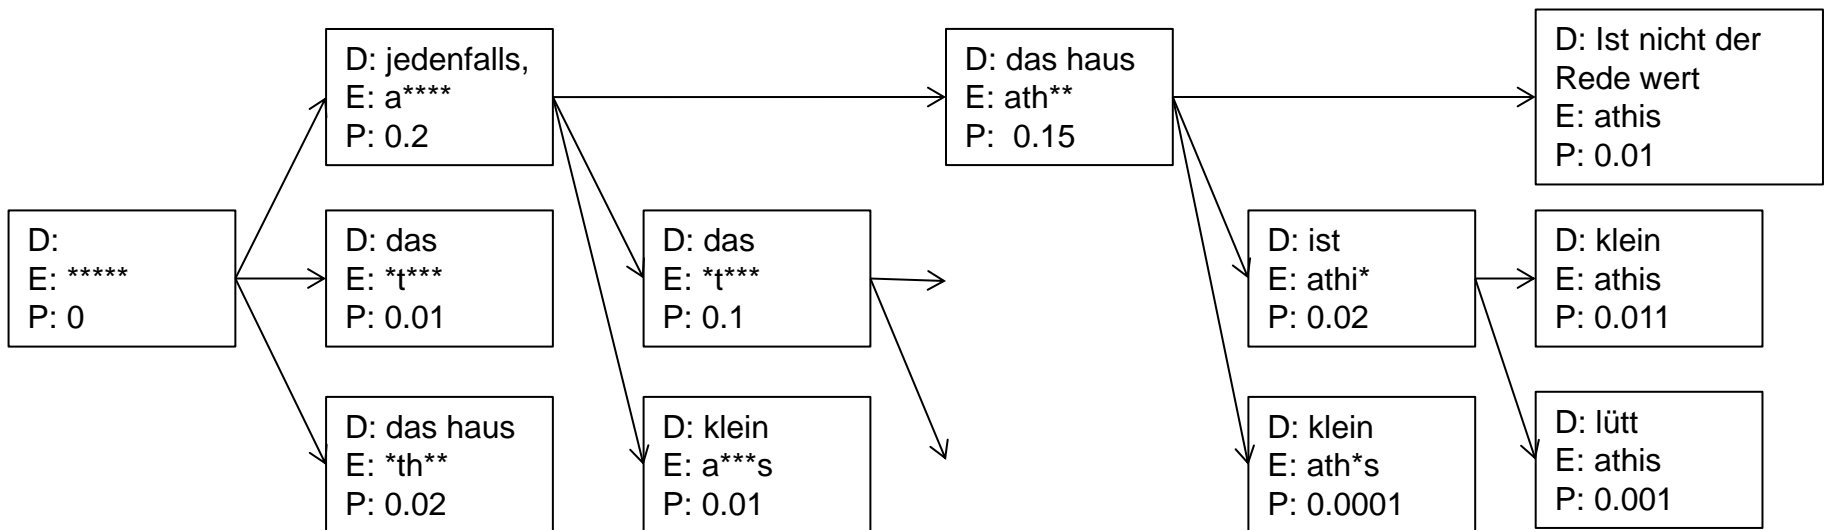 D:
E: *****
P: 0
D: jedenfalls,
E: a****
P: 0.2
D: das
E: *t***
P: 0.01
D: das haus
E: *th**
P: 0.02
D: das
E: *t***
P: 0.1
D: klein
E: a***s
P: 0.01
D: das haus
E: ath**
P: 0.15
D: ist
E: athi*
P: 0.02
D: klein
E: ath*s
P: 0.0001
D: Ist nicht der
Rede wert
E: athis
P: 0.01
D: klein
E: athis
P: 0.011
D: lütt
E: athis
P: 0.001